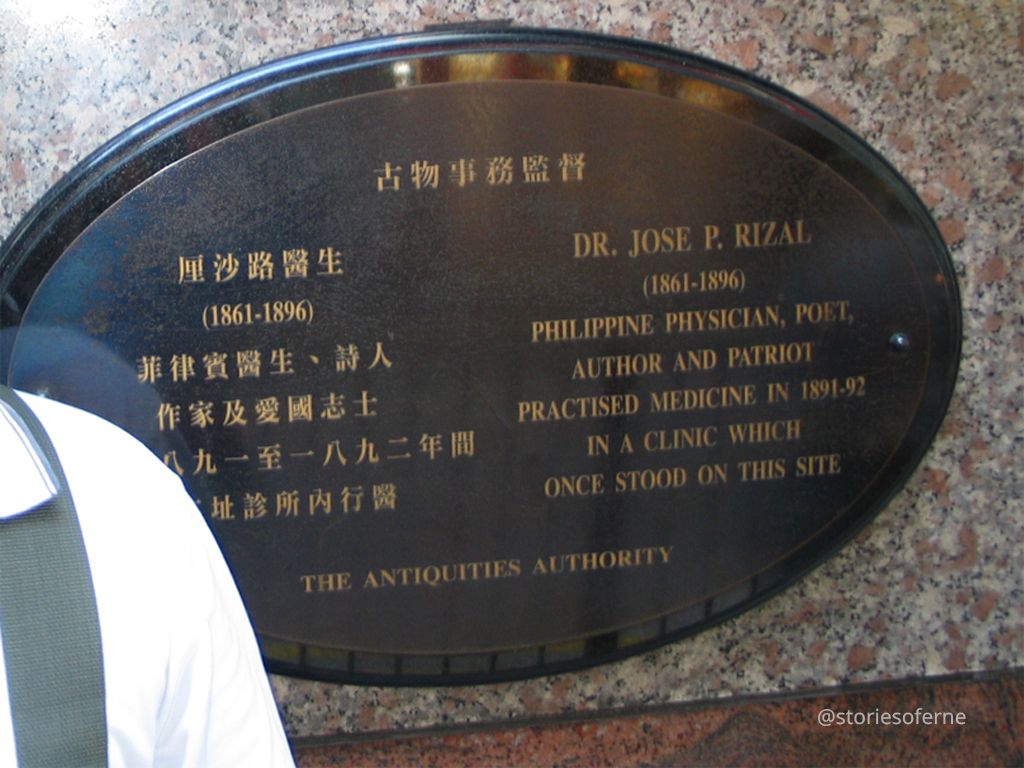 古物事務監督
厘沙路醫生
(1861-1896)
菲律賓醫生、詩人
作家及愛國志士
八九一至一八九二年間
址診所內行醫
DR. JOSE P. RIZAL
(1861-1896)
PHILIPPINE PHYSICIAN, POET,
AUTHOR AND PATRIOT
PRACTISED MEDICINE IN 1891-92
IN A CLINIC WHICH
ONCE STOOD ON THIS SITE
THE ANTIQUITIES AUTHORITY
@storiesoferne